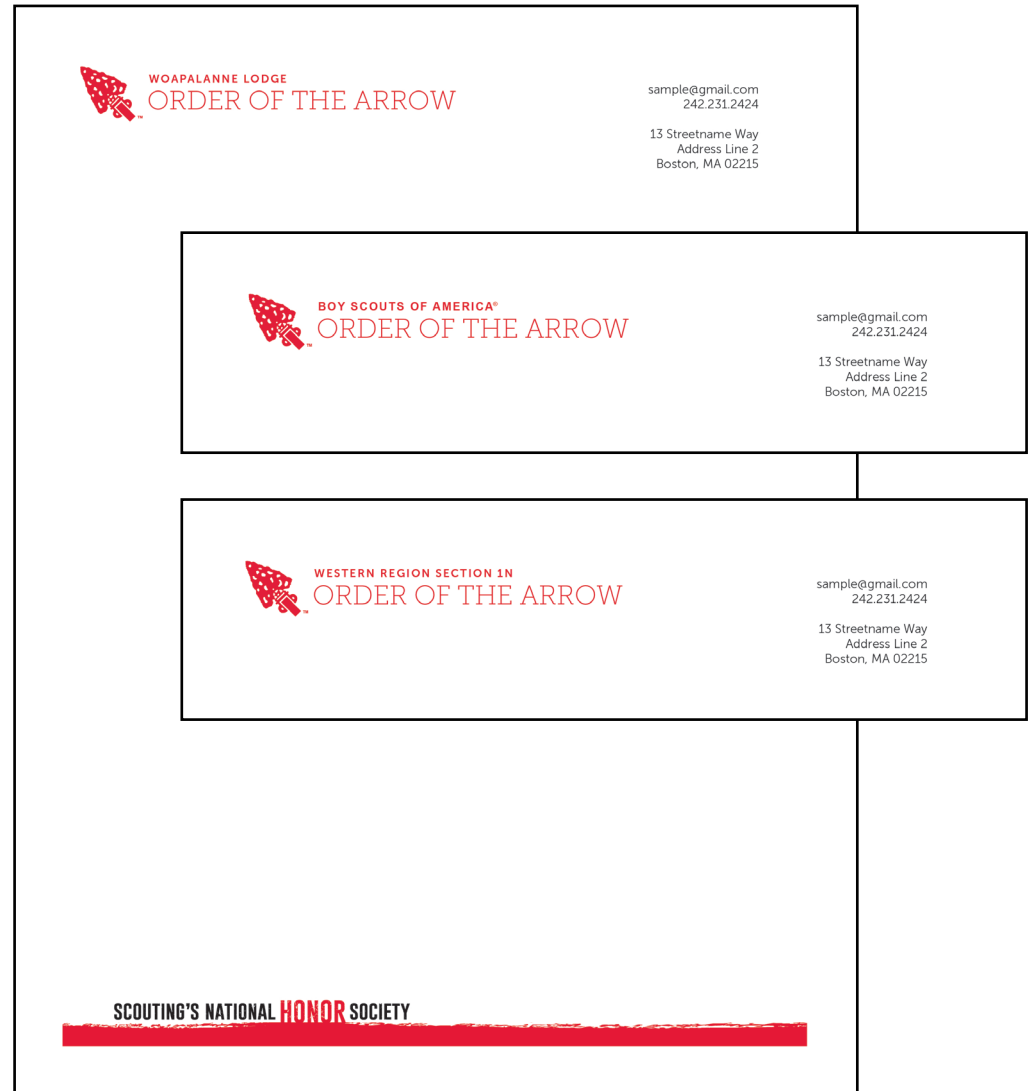 WOAPALANNE LODGE
ORDER OF THE ARROW™
sample@gmail.com
242.231.2424
13 Streetname Way
Address Line 2
Boston, MA 02215
BOY SCOUTS OF AMERICA®
ORDER OF THE ARROW™
sample@gmail.com
242.231.2424
13 Streetname Way
Address Line 2
Boston, MA 02215
WESTERN REGION SECTION 1N
ORDER OF THE ARROW™
sample@gmail.com
242.231.2424
13 Streetname Way
Address Line 2
Boston, MA 02215
SCOUTING'S NATIONAL HONOR SOCIETY